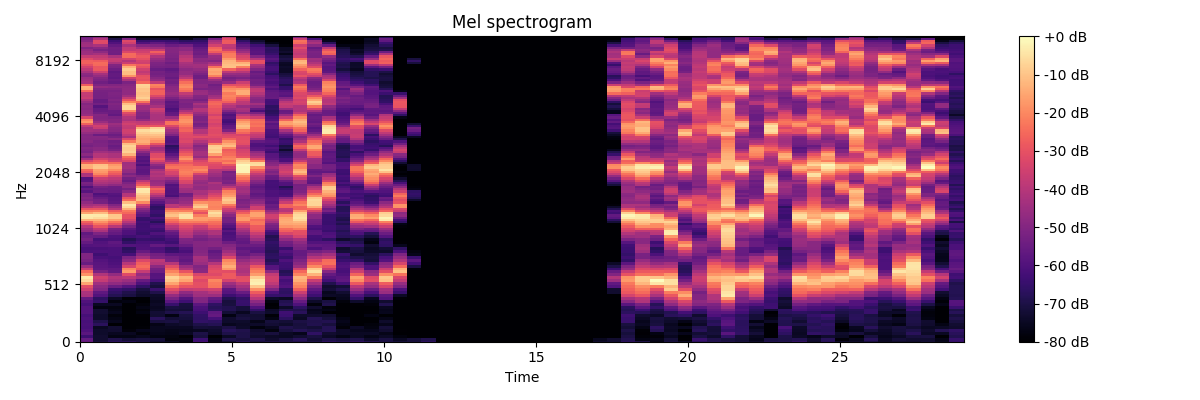 Mel spectrogram
+0 dB
8192
-10 dB
4096
-20 dB
-30 dB
Hz
2048
-40 dB
1024
-50 dB
-60 dB
512
-70 dB
0
-80 dB
0 5 10 15 20 25
Time